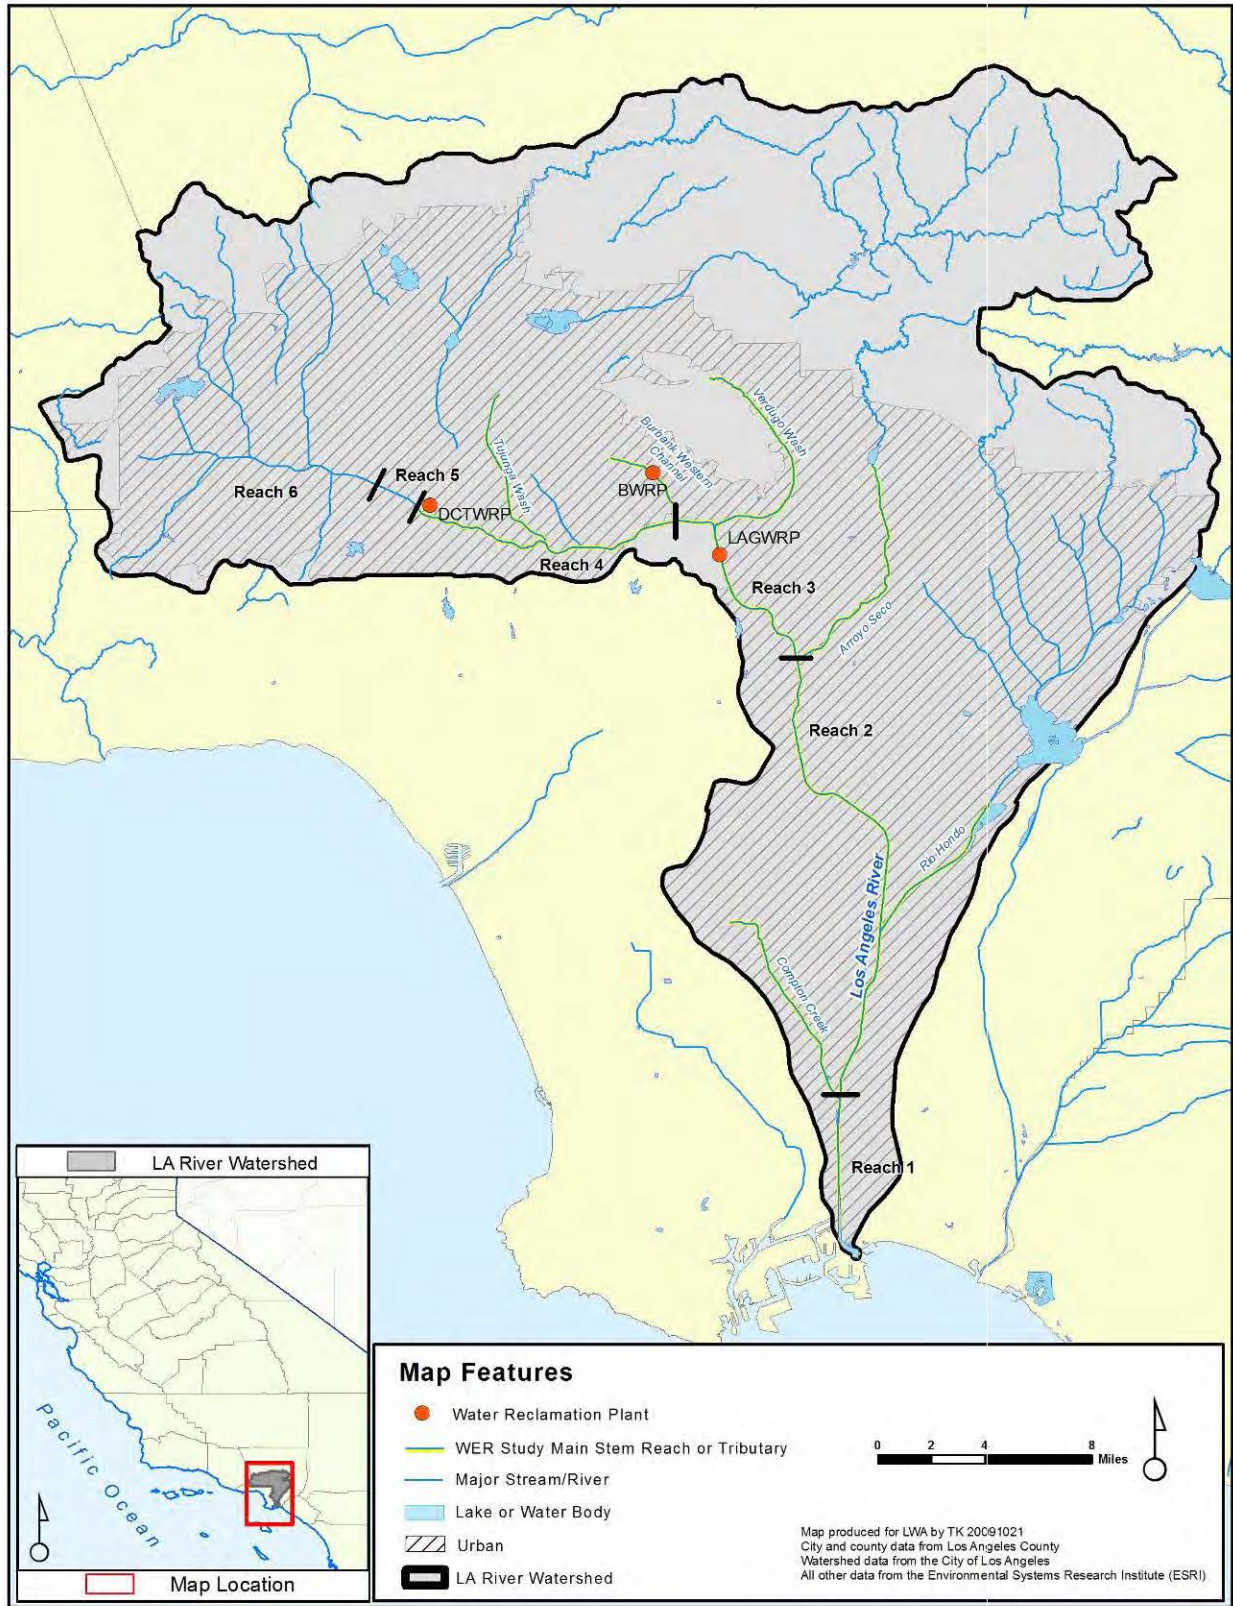 Verdugo Wash
Burbank Western
Channel
Tujunga Wash
Reach 5
Reach 6
BWRP
DCTWRP
LAGWRP
Reach 4
Reach 3
Arroyo Seco
Reach 2
Rio Hondo
Los Angeles River
Compton Creek
Reach 1
LA River Watershed
Pacific Ocean
Map Location
Map Features
Water Reclamation Plant
WER Study Main Stem Reach or Tributary
Major Stream/River
Lake or Water Body
Urban
LA River Watershed
0 2 4 8
Miles
Map produced for LWA by TK 20091021
City and county data from Los Angeles County
Watershed data from the City of Los Angeles
All other data from the Environmental Systems Research Institute (ESRI)